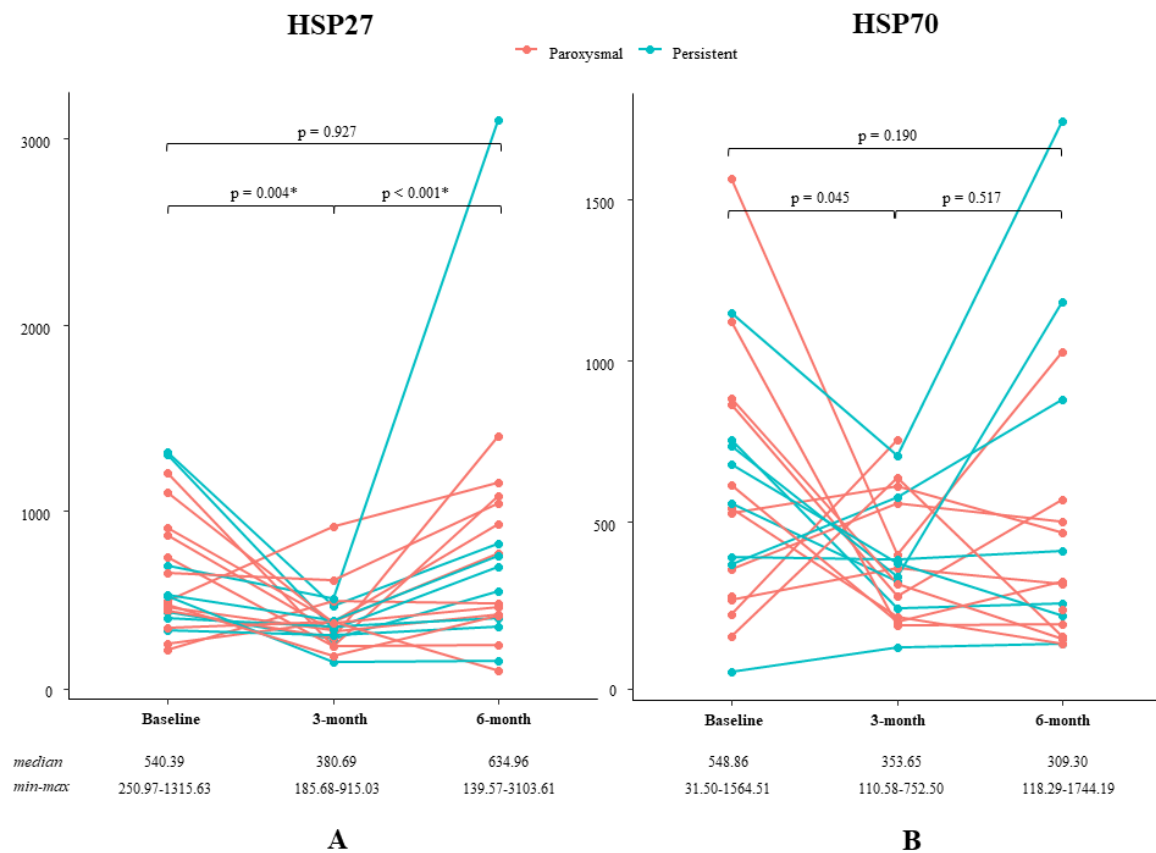 HSP27
HSP70
Paroxysmal Persistent
p = 0.927
p = 0.004* p < 0.001*
3000
2000
1000
0
Baseline 3-month 6-month
p = 0.190
p = 0.045 p = 0.517
1500
1000
500
0
Baseline 3-month 6-month
median 540.39 380.69 634.96 548.86 353.65 309.30
min-max 250.97-1315.63 185.68-915.03 139.57-3103.61 31.50-1564.51 110.58-752.50 118.29-1744.19
A
B